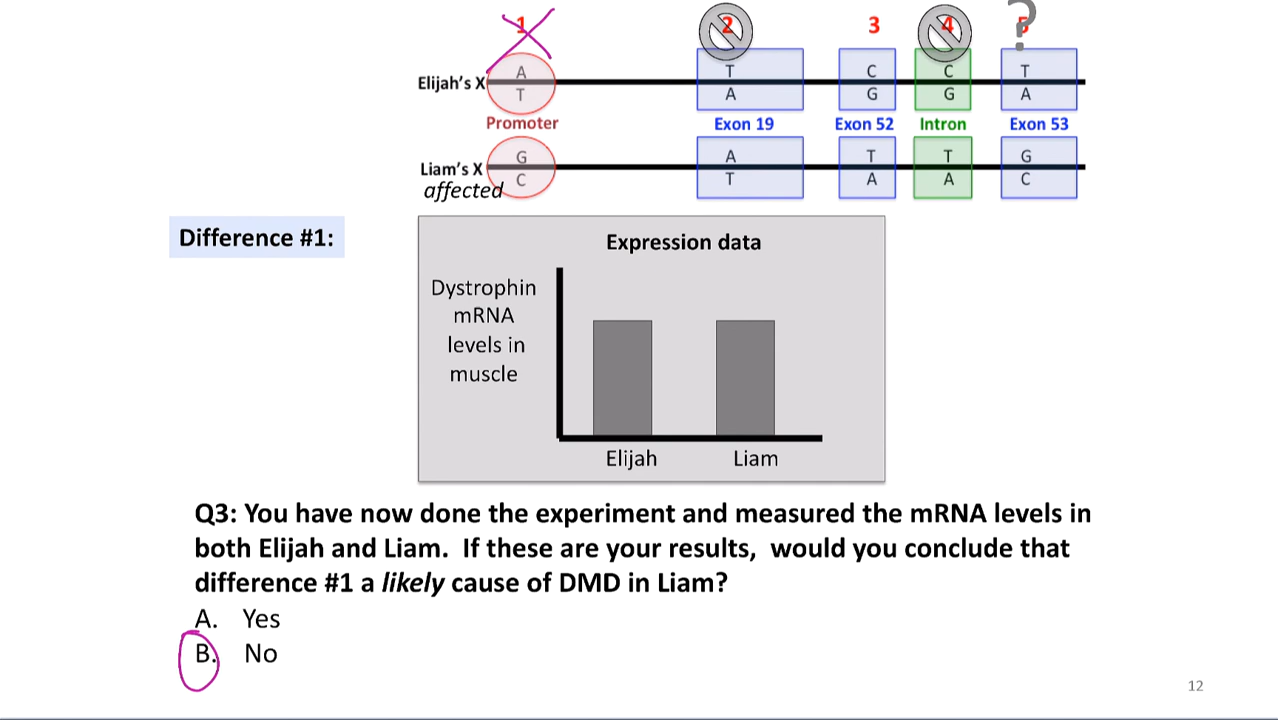 1 2 3 4 5 ?
Elijah's X A T C C T
T A G G A
Promoter Exon 19 Exon 52 Intron Exon 53
Liam's X G A T T G
affected C T A A C
Difference #1:
Expression data
Dystrophin
mRNA
levels in
muscle
Elijah Liam
Q3: You have now done the experiment and measured the mRNA levels in
both Elijah and Liam. If these are your results, would you conclude that
difference #1 a likely cause of DMD in Liam?
A. Yes
B. No
12